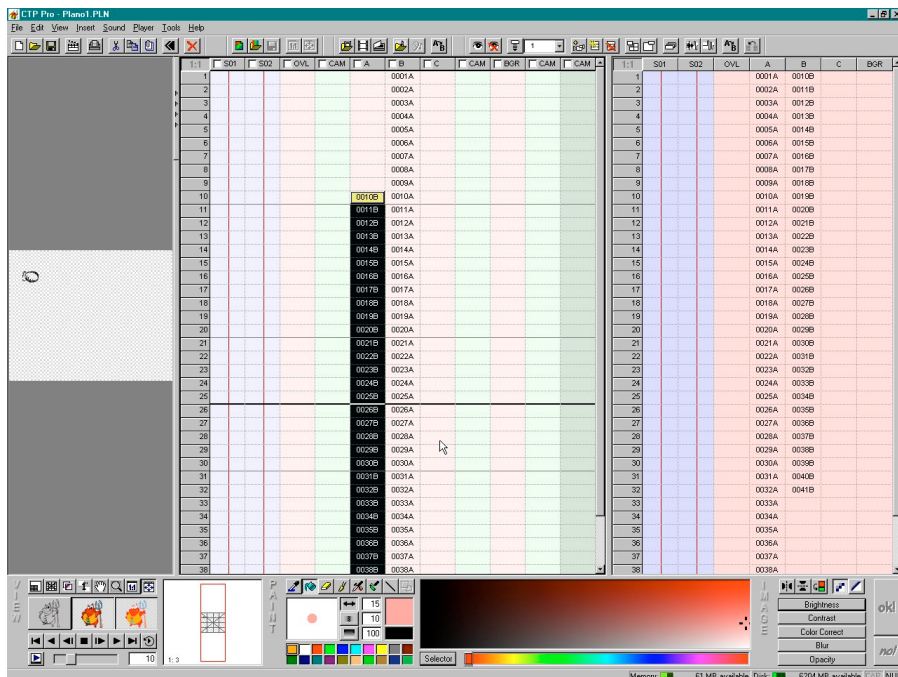 CTP Pro - Plano1.PLN
File Edit View Insert Sound Player Tools Help
1
1:1 S01 S02 OVL CAM A B C CAM BGR CAM CAM 1:1 S01 S02 OVL A B C BGR
1 0001A 1 0001A 0010B
2 0002A 2 0002A 0011B
3 0003A 3 0003A 0012B
4 0004A 4 0004A 0013B
5 0005A 5 0005A 0014B
6 0006A 6 0006A 0015B
7 0007A 7 0007A 0016B
8 0008A 8 0008A 0017B
9 0009A 9 0009A 0018B
10 0010B 0010A 10 0010A 0019B
11 0011B 0011A 11 0011A 0020B
12 0012B 0012A 12 0012A 0021B
13 0013B 0013A 13 0013A 0022B
14 0014B 0014A 14 0014A 0023B
15 0015B 0015A 15 0015A 0024B
16 0016B 0016A 16 0016A 0025B
17 0017B 0017A 17 0017A 0026B
18 0018B 0018A 18 0018A 0027B
19 0019B 0019A 19 0019A 0028B
20 0020B 0020A 20 0020A 0029B
21 0021B 0021A 21 0021A 0030B
22 0022B 0022A 22 0022A 0031B
23 0023B 0023A 23 0023A 0032B
24 0024B 0024A 24 0024A 0033B
25 0025B 0025A 25 0025A 0034B
26 0026B 0026A 26 0026A 0035B
27 0027B 0027A 27 0027A 0036B
28 0028B 0028A 28 0028A 0037B
29 0029B 0029A 29 0029A 0038B
30 0030B 0030A 30 0030A 0039B
31 0031B 0031A 31 0031A 0040B
32 0032B 0032A 32 0032A 0041B
33 0033B 0033A 33 0033A
34 0034B 0034A 34 0034A
35 0035B 0035A 35 0035A
36 0036B 0036A 36 0036A
37 0037B 0037A 37 0037A
38 0038B 0038A 38 0038A
VIEW
10
1:3
PAINT
15
10
100
Selector
IMAGE
Brightness
Contrast
Color Correct
Blur
Opacity
ok!
no!
Memory: 61 MB available Disk: 6204 MB available CAP NU